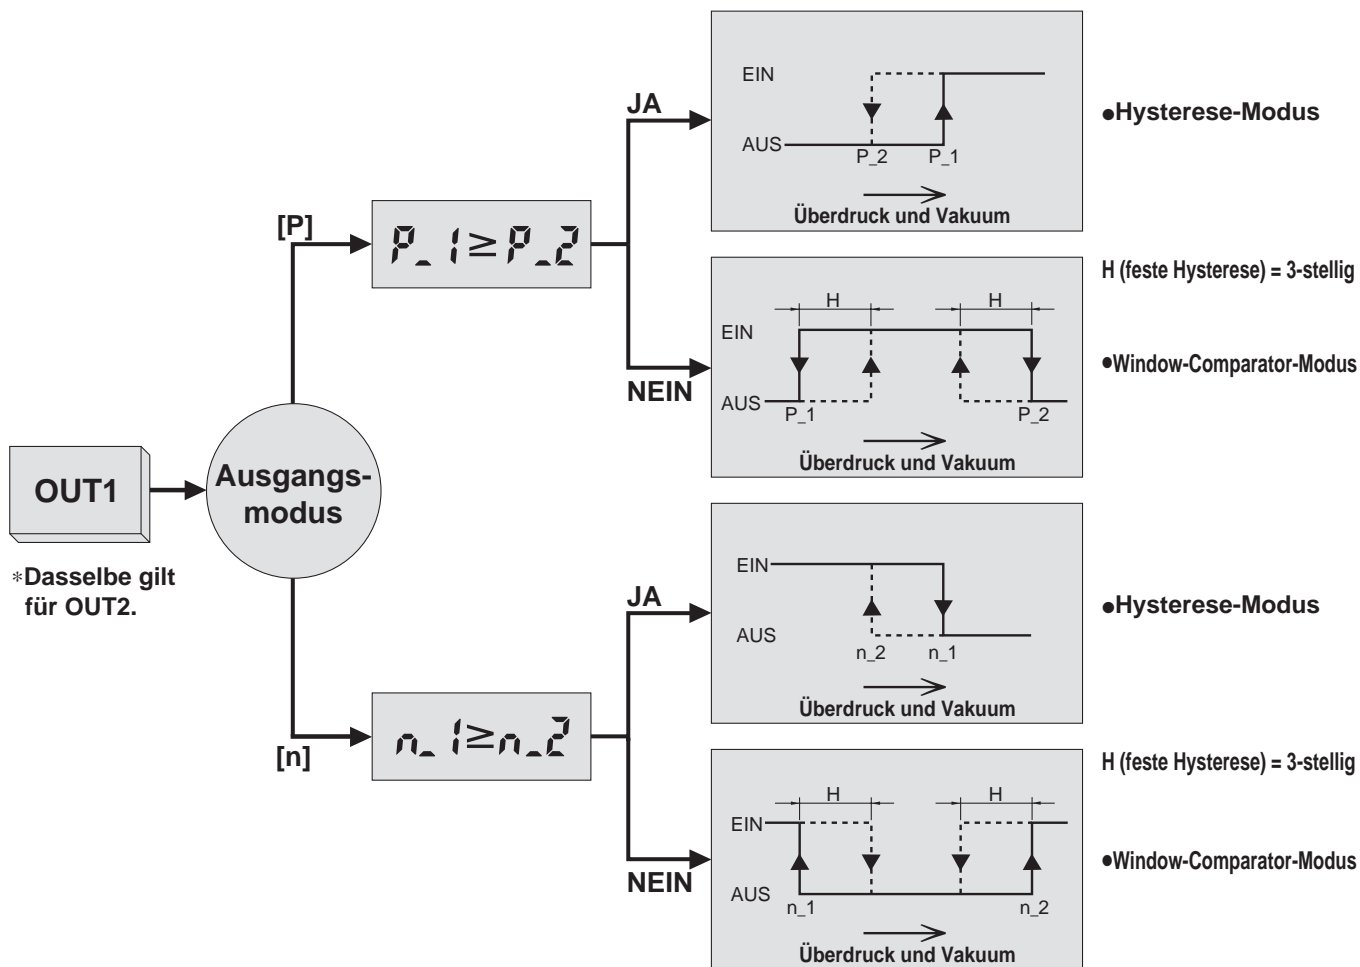 OUT1
*Dasselbe gilt
für OUT2.
Ausgangs-
modus
[P]
P_1≧P_2
JA
EIN
AUS
P_2 P_1
Überdruck und Vakuum
●Hysterese-Modus
NEIN
H H
EIN
AUS
P_1 P_2
Überdruck und Vakuum
H (feste Hysterese) = 3-stellig
●Window-Comparator-Modus
[n]
n_1≧n_2
JA
EIN
AUS
n_2 n_1
Überdruck und Vakuum
●Hysterese-Modus
NEIN
H H
EIN
AUS
n_1 n_2
Überdruck und Vakuum
H (feste Hysterese) = 3-stellig
●Window-Comparator-Modus